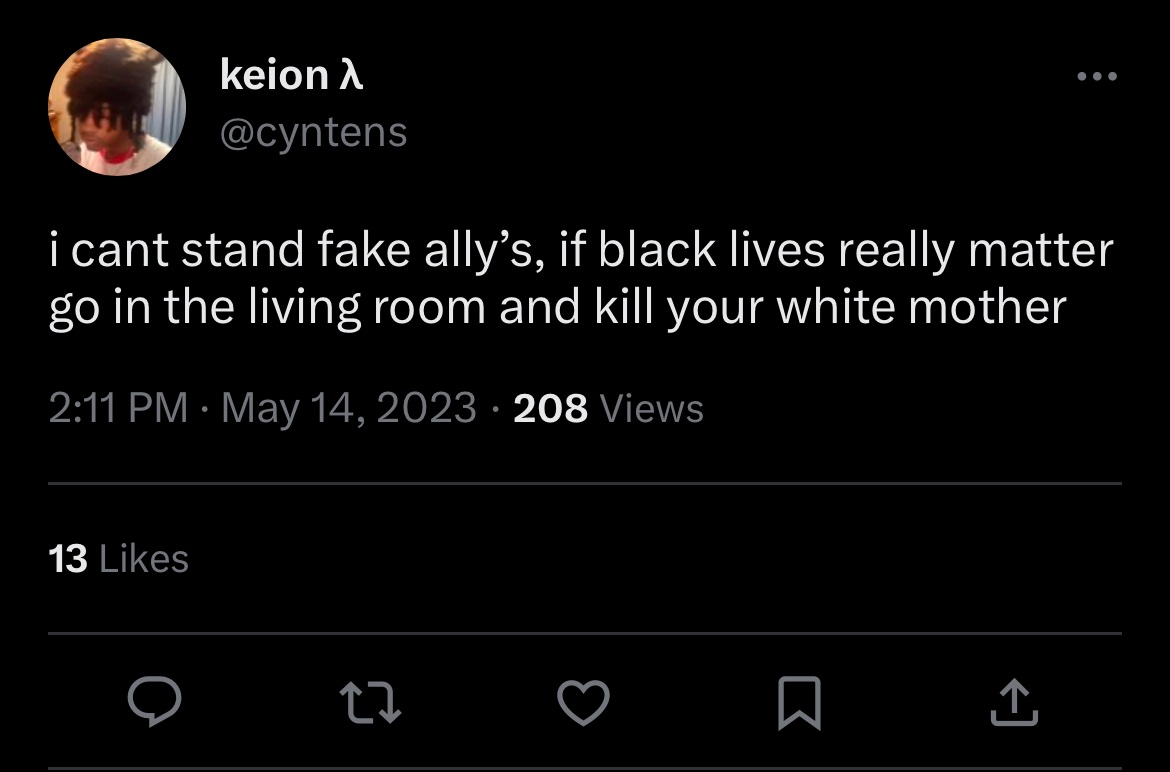 keion λ
@cyntens
i cant stand fake ally’s, if black lives really matter
go in the living room and kill your white mother
2:11 PM · May 14, 2023 · 208 Views
13 Likes